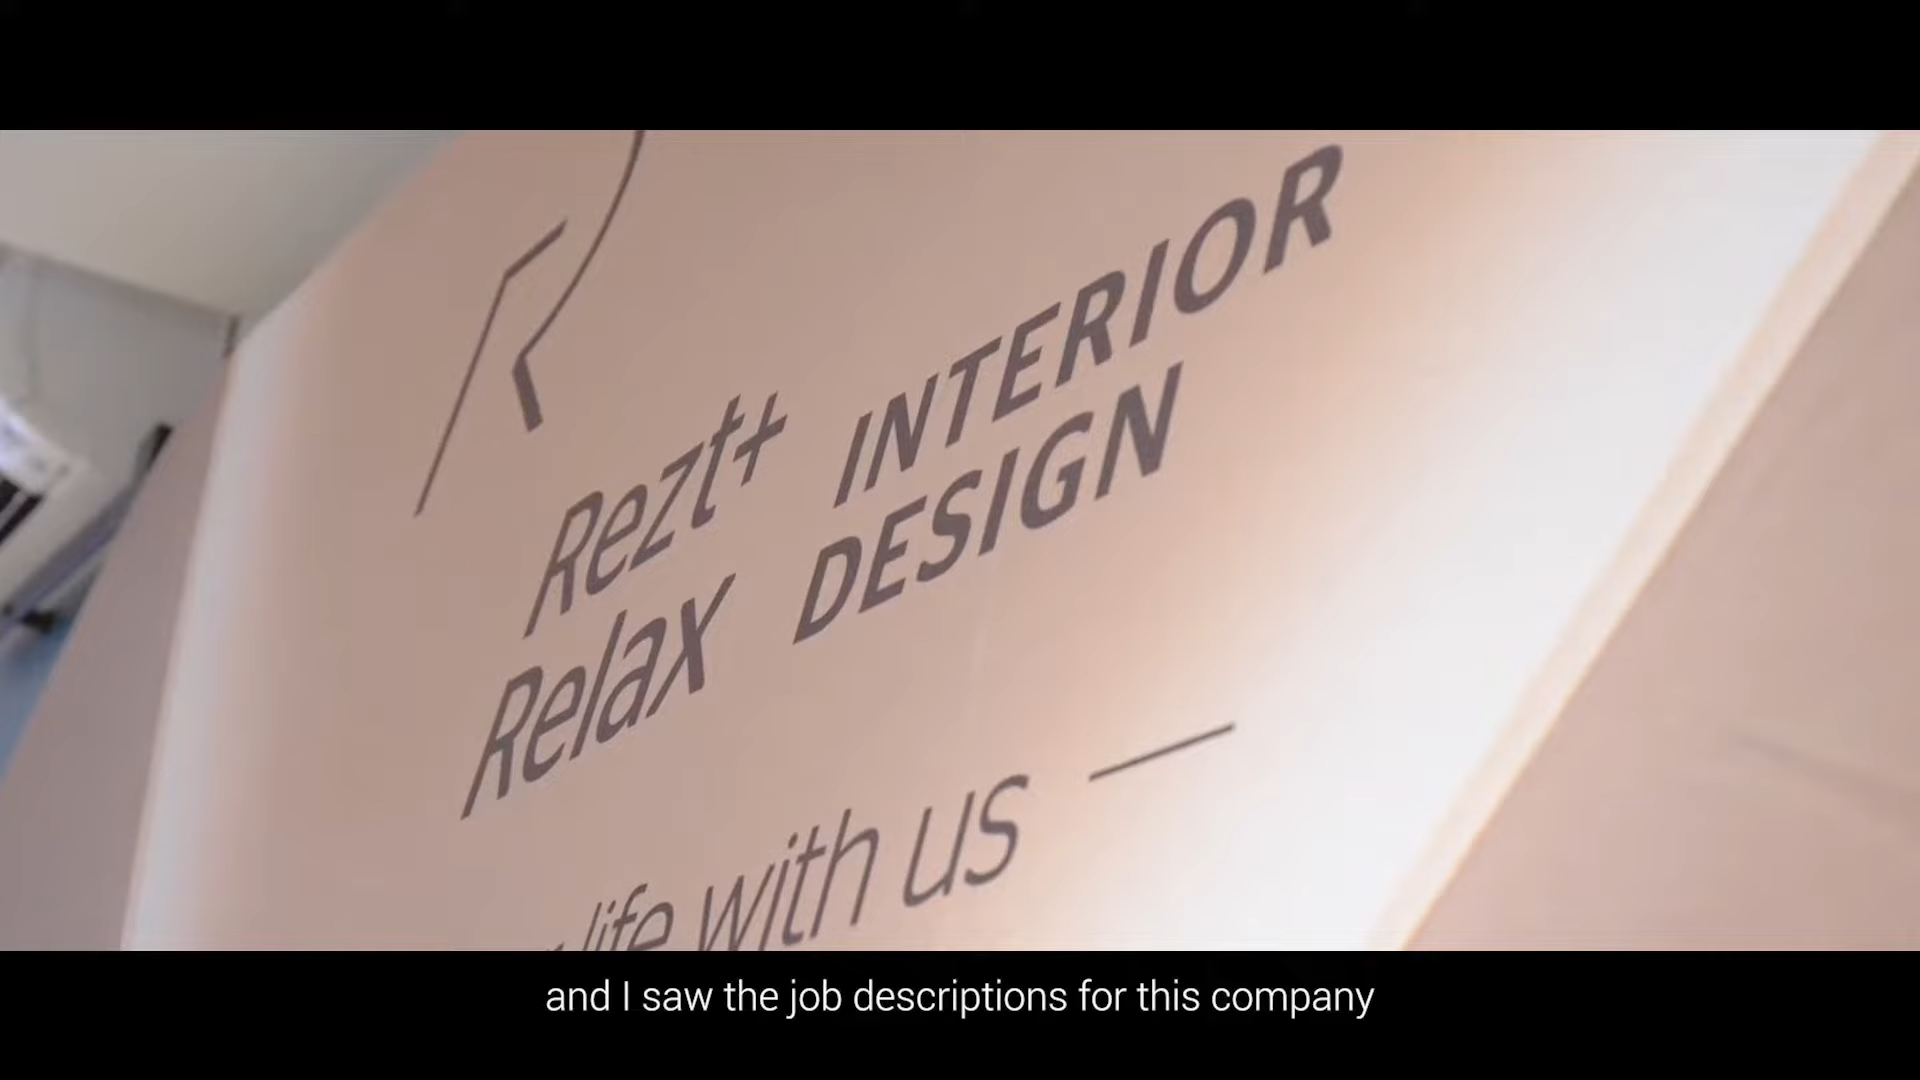 Rezt+ INTERIOR
Relax DESIGN
life with us —
and I saw the job descriptions for this company